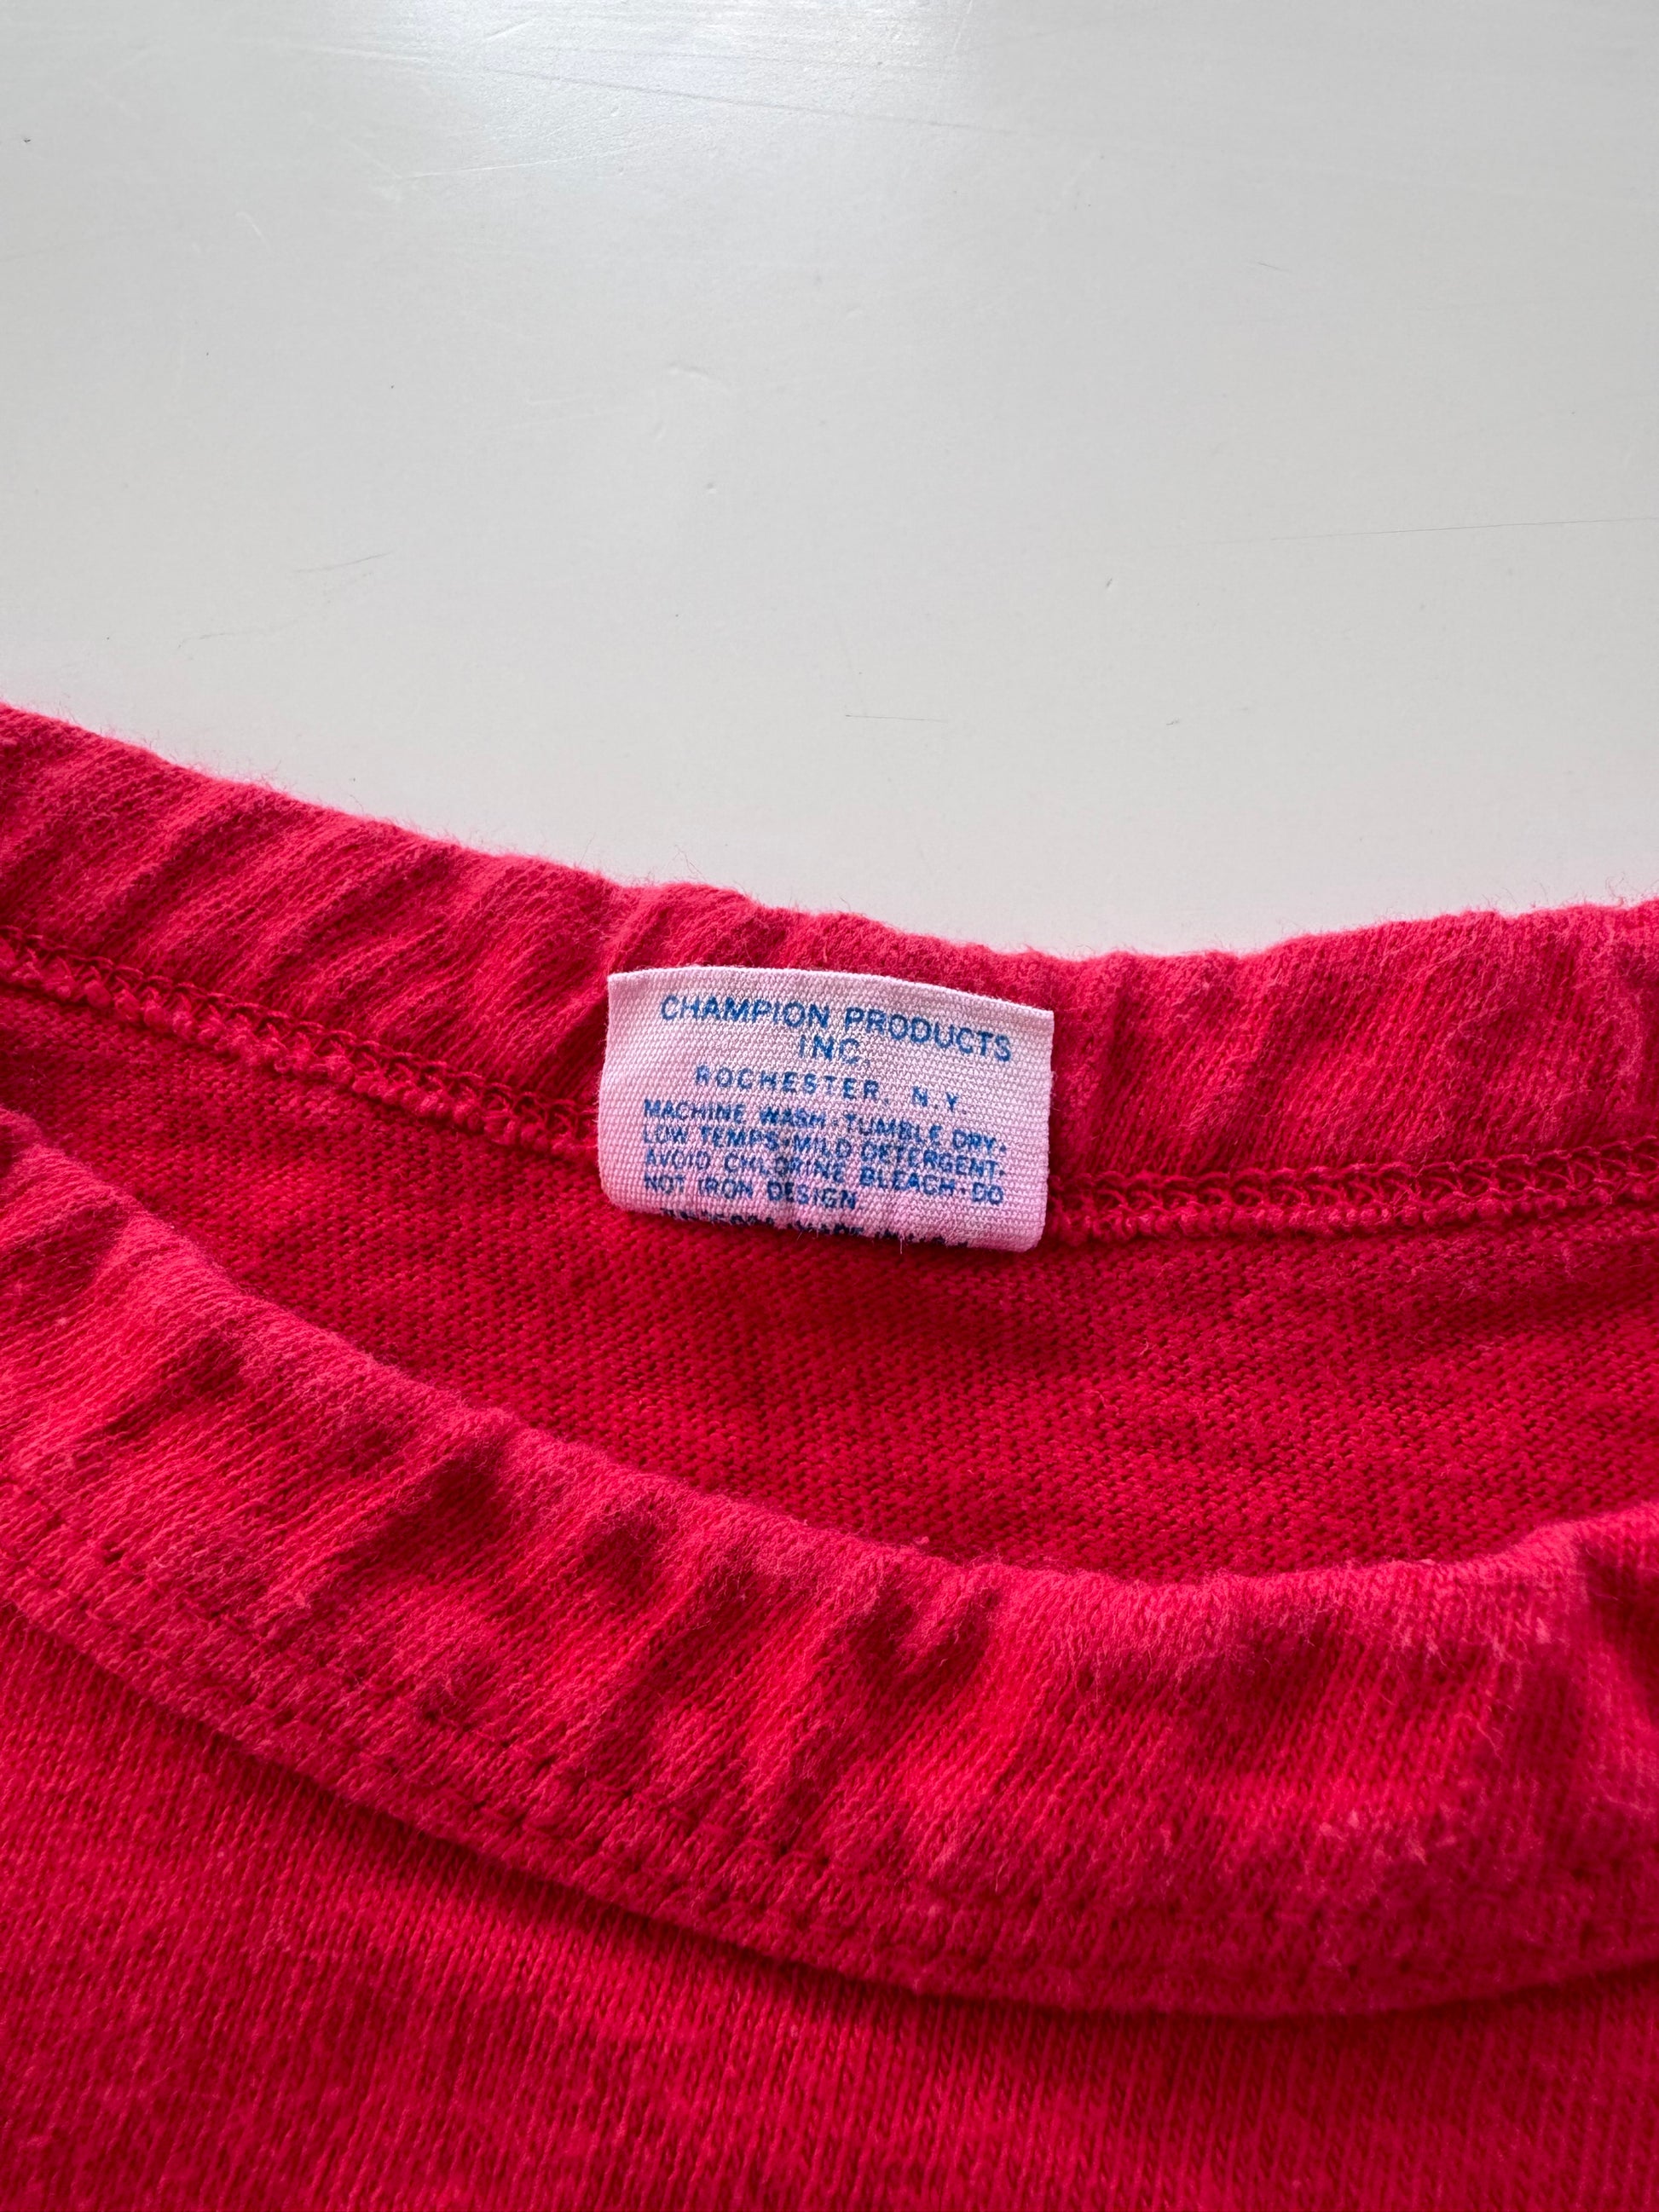 CHAMPION PRODUCTS
INC.
ROCHESTER, N.Y.
MACHINE WASH·TUMBLE DRY·
LOW TEMPS·MILD DETERGENT·
AVOID CHLORINE BLEACH·DO
NOT IRON DESIGN